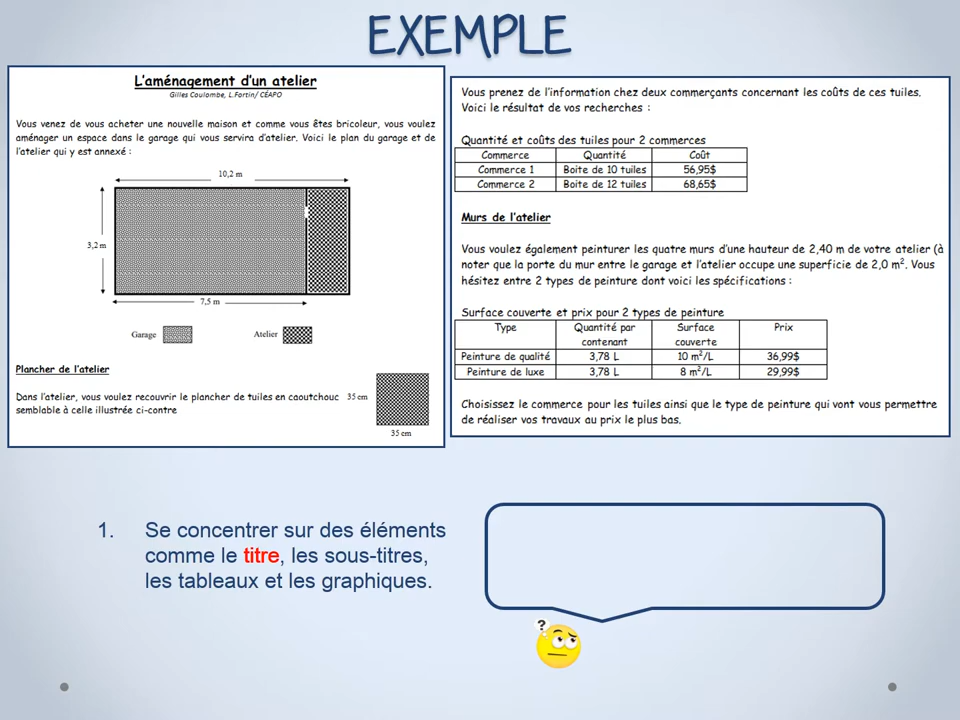 EXEMPLE
L'aménagement d'un atelier
Gilles Coulombe, L.Fortin/ CÉAPO
Vous venez de vous acheter une nouvelle maison et comme vous êtes bricoleur, vous voulez
aménager un espace dans le garage qui vous servira d'atelier. Voici le plan du garage et de
l'atelier qui y est annexé :
10,2 m
3,2 m
7,5 m
Garage
Atelier
Plancher de l'atelier
Dans l'atelier, vous voulez recouvrir le plancher de tuiles en caoutchouc
semblable à celle illustrée ci-contre
35 cm
35 cm
Vous prenez de l'information chez deux commerçants concernant les coûts de ces tuiles.
Voici le résultat de vos recherches :
Quantité et coûts des tuiles pour 2 commerces
Commerce Quantité Coût
Commerce 1 Boite de 10 tuiles 56,95$
Commerce 2 Boite de 12 tuiles 68,65$
Murs de l'atelier
Vous voulez également peinturer les quatre murs d'une hauteur de 2,40 m de votre atelier (à
noter que la porte du mur entre le garage et l'atelier occupe une superficie de 2,0 m². Vous
hésitez entre 2 types de peinture dont voici les spécifications :
Surface couverte et prix pour 2 types de peinture
Type Quantité par contenant Surface couverte Prix
Peinture de qualité 3,78 L 10 m²/L 36,99$
Peinture de luxe 3,78 L 8 m²/L 29,99$
Choisissez le commerce pour les tuiles ainsi que le type de peinture qui vont vous permettre
de réaliser vos travaux au prix le plus bas.
1. Se concentrer sur des éléments
comme le titre, les sous-titres,
les tableaux et les graphiques.
?